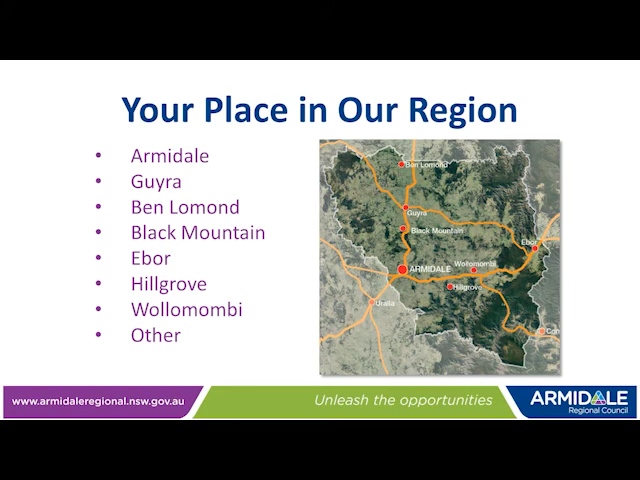 Your Place in Our Region
• Armidale
• Guyra
• Ben Lomond
• Black Mountain
• Ebor
• Hillgrove
• Wollomombi
• Other
Ben Lomond
Guyra
Black Mountain
Ebor
Wollomombi
ARMIDALE
Hillgrove
Uralla
Con
www.armidaleregional.nsw.gov.au
Unleash the opportunities
ARMIDALE
Regional Council